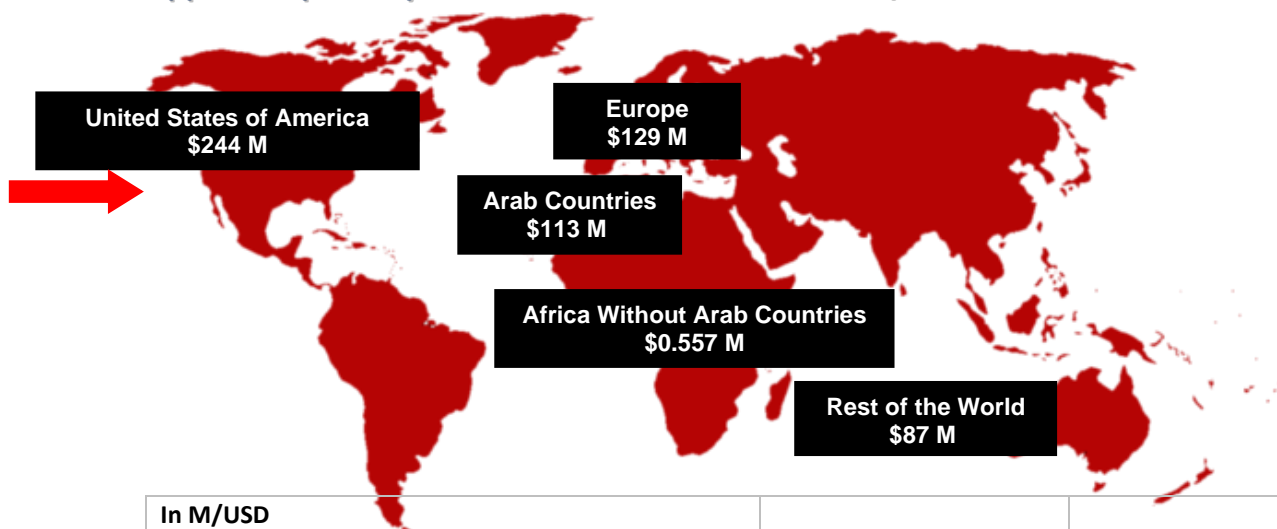 United States of America
$244 M
Europe
$129 M
Arab Countries
$113 M
Africa Without Arab Countries
$0.557 M
Rest of the World
$87 M
In M/USD